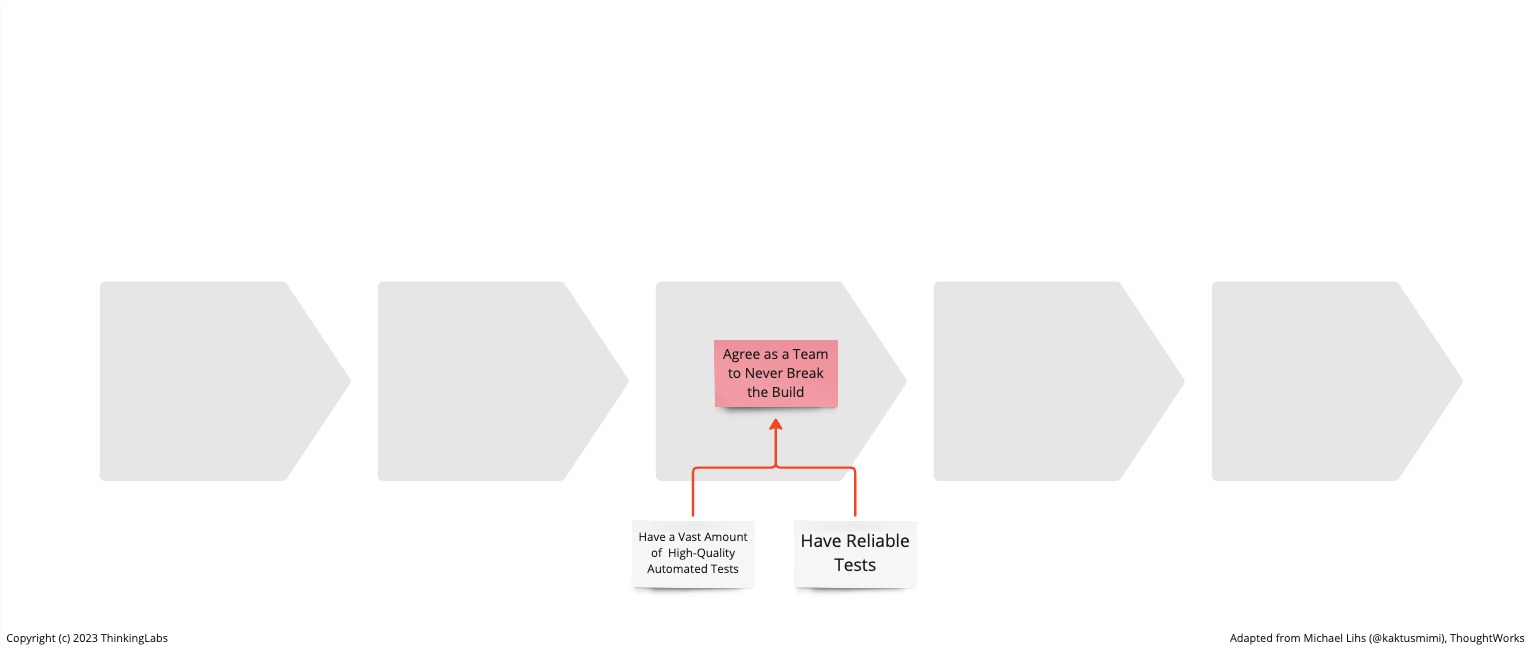 Agree as a Team
to Never Break
the Build
Have a Vast Amount
of High-Quality
Automated Tests
Have Reliable
Tests
Copyright (c) 2023 ThinkingLabs
Adapted from Michael Lihs (@kaktusmimi), ThoughtWorks